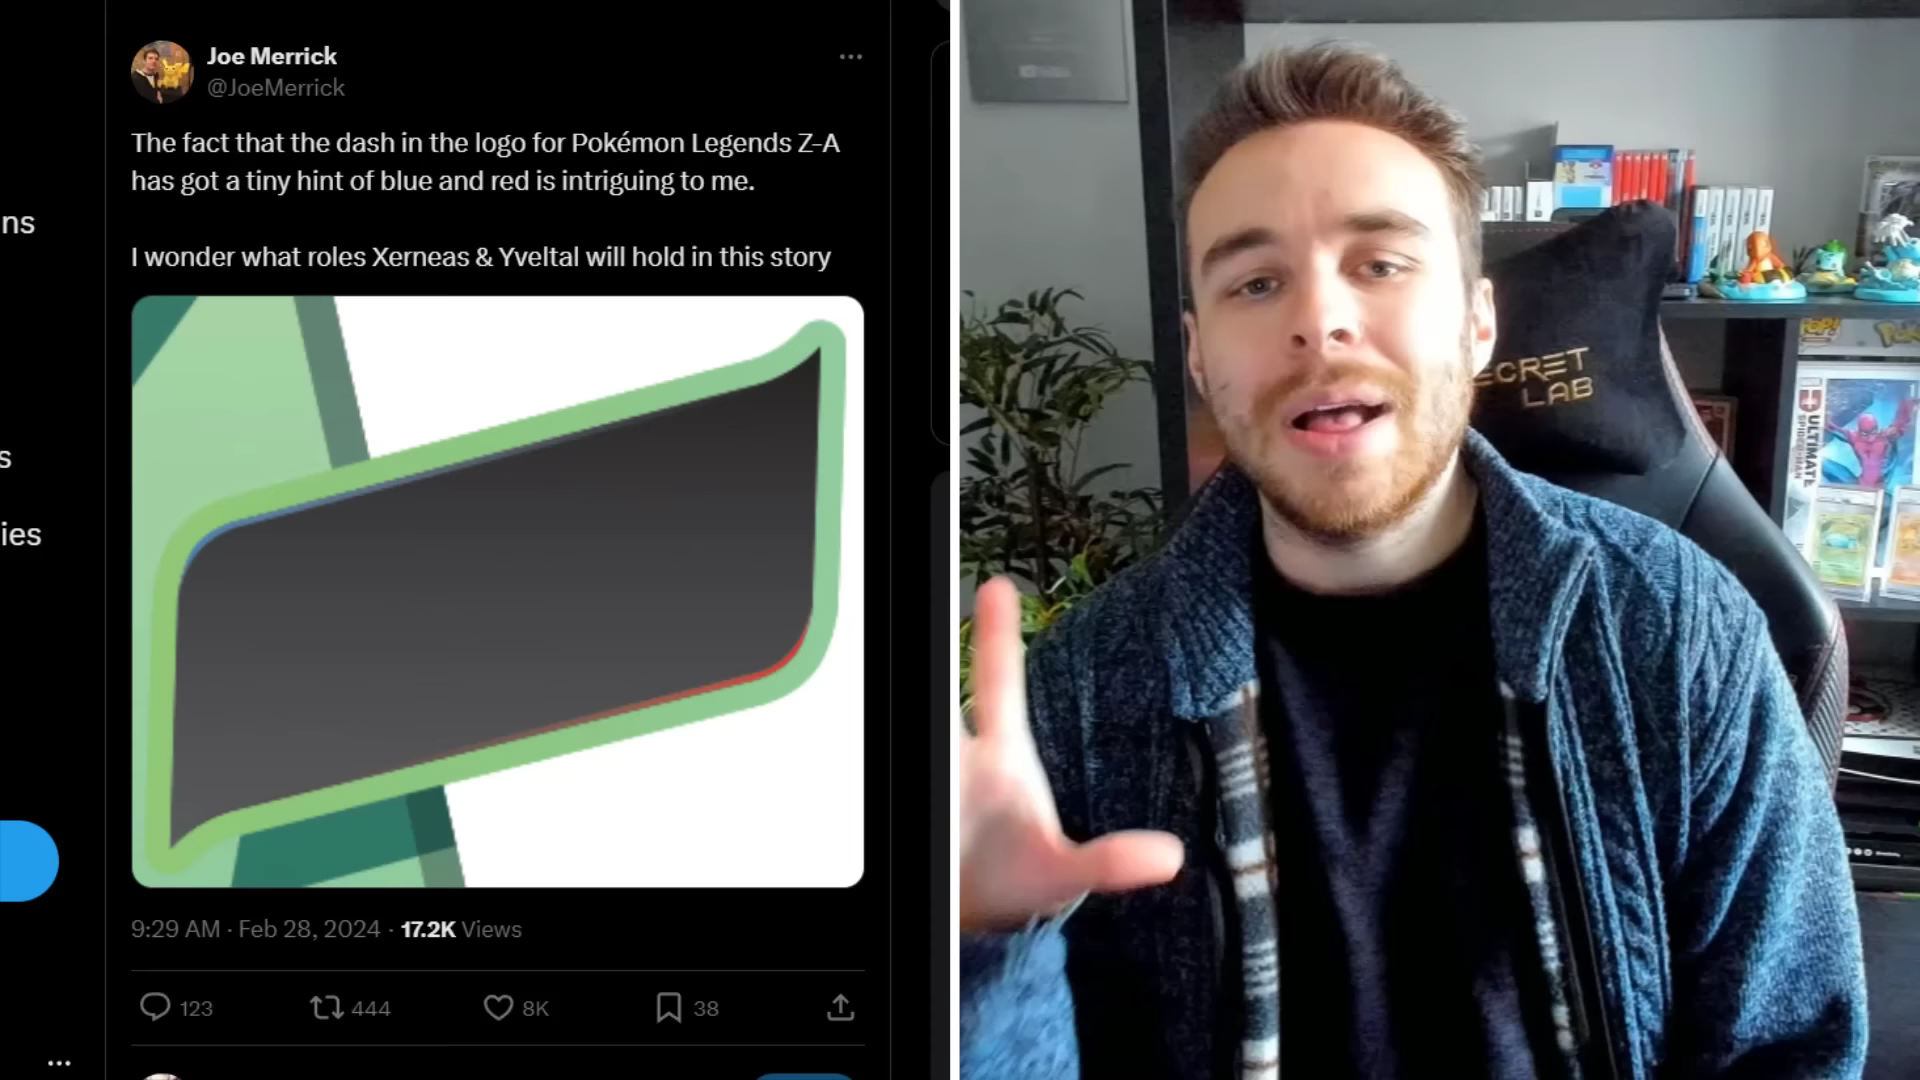 Joe Merrick
@JoeMerrick
The fact that the dash in the logo for Pokémon Legends Z-A
has got a tiny hint of blue and red is intriguing to me.
I wonder what roles Xerneas & Yveltal will hold in this story
9:29 AM · Feb 28, 2024 · 17.2K Views
123 444 8K 38
ns
s
ies
ECRET
LAB
ULTIMATE
SPIDER-MAN